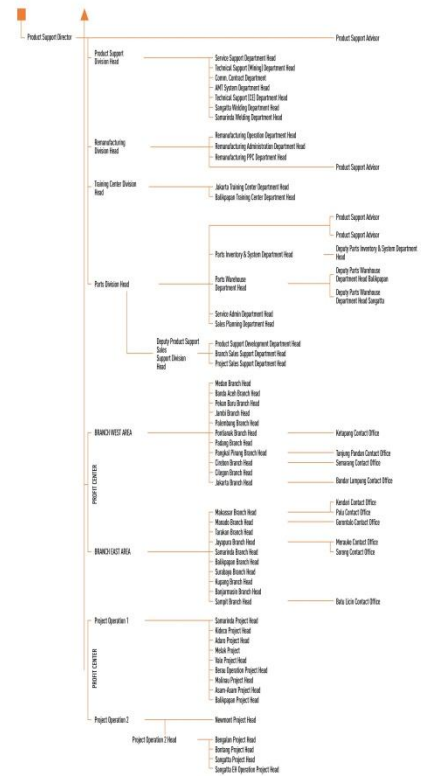 Product Support Director
Product Support Advisor
Product Support
Division Head
Service Support Department Head
Technical Support (Mining) Department Head
Comm. Contract Department
AMT System Department Head
Technical Support (CE) Department Head
Sangatta Welding Department Head
Samarinda Welding Department Head
Remanufacturing
Division Head
Remanufacturing Operation Department Head
Remanufacturing Administration Department Head
Remanufacturing PPC Department Head
Product Support Advisor
Training Center Division
Head
Jakarta Training Center Department Head
Balikpapan Training Center Department Head
Product Support Advisor
Product Support Advisor
Parts Division Head
Parts Inventory & System Department Head
Deputy Parts Inventory & System Department
Head
Parts Warehouse
Department Head
Deputy Parts Warehouse
Department Head Balikpapan
Deputy Parts Warehouse
Department Head Sangatta
Service Admin Department Head
Sales Planning Department Head
Deputy Product Support
Sales
Support Division
Head
Product Support Development Department Head
Branch Sales Support Department Head
Project Sales Support Department Head
PROFIT CENTER
BRANCH WEST AREA
Medan Branch Head
Banda Aceh Branch Head
Pekan Baru Branch Head
Jambi Branch Head
Palembang Branch Head
Pontianak Branch Head
Ketapang Contact Office
Padang Branch Head
Pangkal Pinang Branch Head
Tanjung Pandan Contact Office
Cirebon Branch Head
Semarang Contact Office
Cilegon Branch Head
Jakarta Branch Head
Bandar Lampung Contact Office
BRANCH EAST AREA
Kendari Contact Office
Makassar Branch Head
Palu Contact Office
Manado Branch Head
Gorontalo Contact Office
Tarakan Branch Head
Jayapura Branch Head
Merauke Contact Office
Samarinda Branch Head
Sorong Contact Office
Balikpapan Branch Head
Surabaya Branch Head
Kupang Branch Head
Banjarmasin Branch Head
Sampit Branch Head
Batu Licin Contact Office
PROFIT CENTER
Project Operation 1
Samarinda Project Head
Kideco Project Head
Adaro Project Head
Melak Project
Vale Project Head
Berau Operation Project Head
Malinau Project Head
Asam-Asam Project Head
Balikpapan Project Head
Project Operation 2
Newmont Project Head
Project Operation 2 Head
Bengalon Project Head
Bontang Project Head
Sangatta Project Head
Sangatta EH Operation Project Head